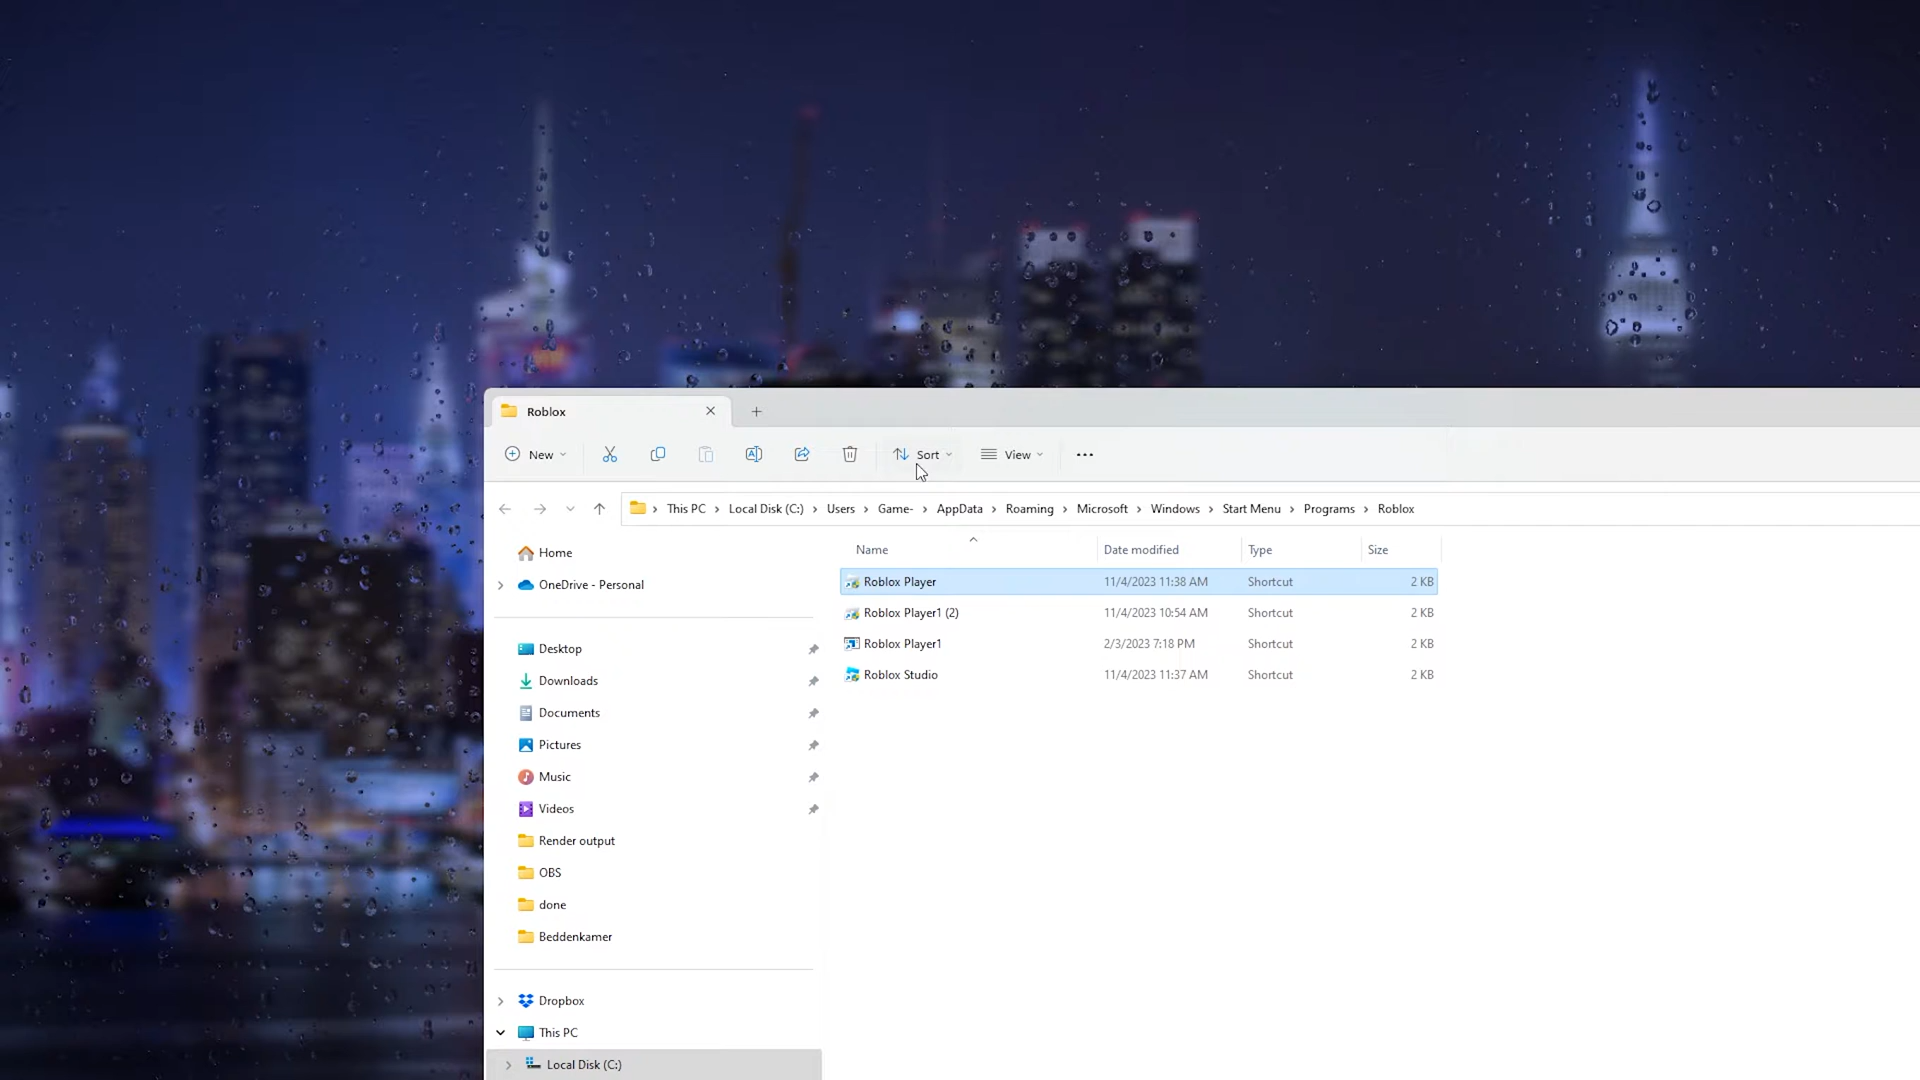 Roblox
New
Sort
View
This PC > Local Disk (C:) > Users > Game- > AppData > Roaming > Microsoft > Windows > Start Menu > Programs > Roblox
Name Date modified Type Size
Roblox Player 11/4/2023 11:38 AM Shortcut 2 KB
Roblox Player1 (2) 11/4/2023 10:54 AM Shortcut 2 KB
Roblox Player1 2/3/2023 7:18 PM Shortcut 2 KB
Roblox Studio 11/4/2023 11:37 AM Shortcut 2 KB
Home
OneDrive - Personal
Desktop
Downloads
Documents
Pictures
Music
Videos
Render output
OBS
done
Beddenkamer
Dropbox
This PC
Local Disk (C:)